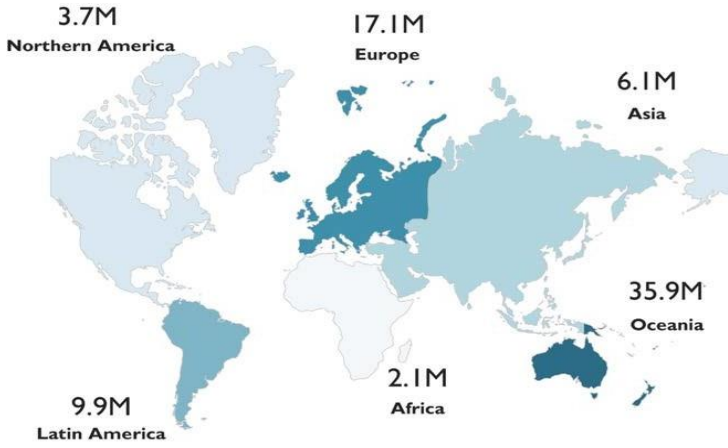 3.7M
Northern America
17.1M
Europe
6.1M
Asia
35.9M
Oceania
2.1M
Africa
9.9M
Latin America